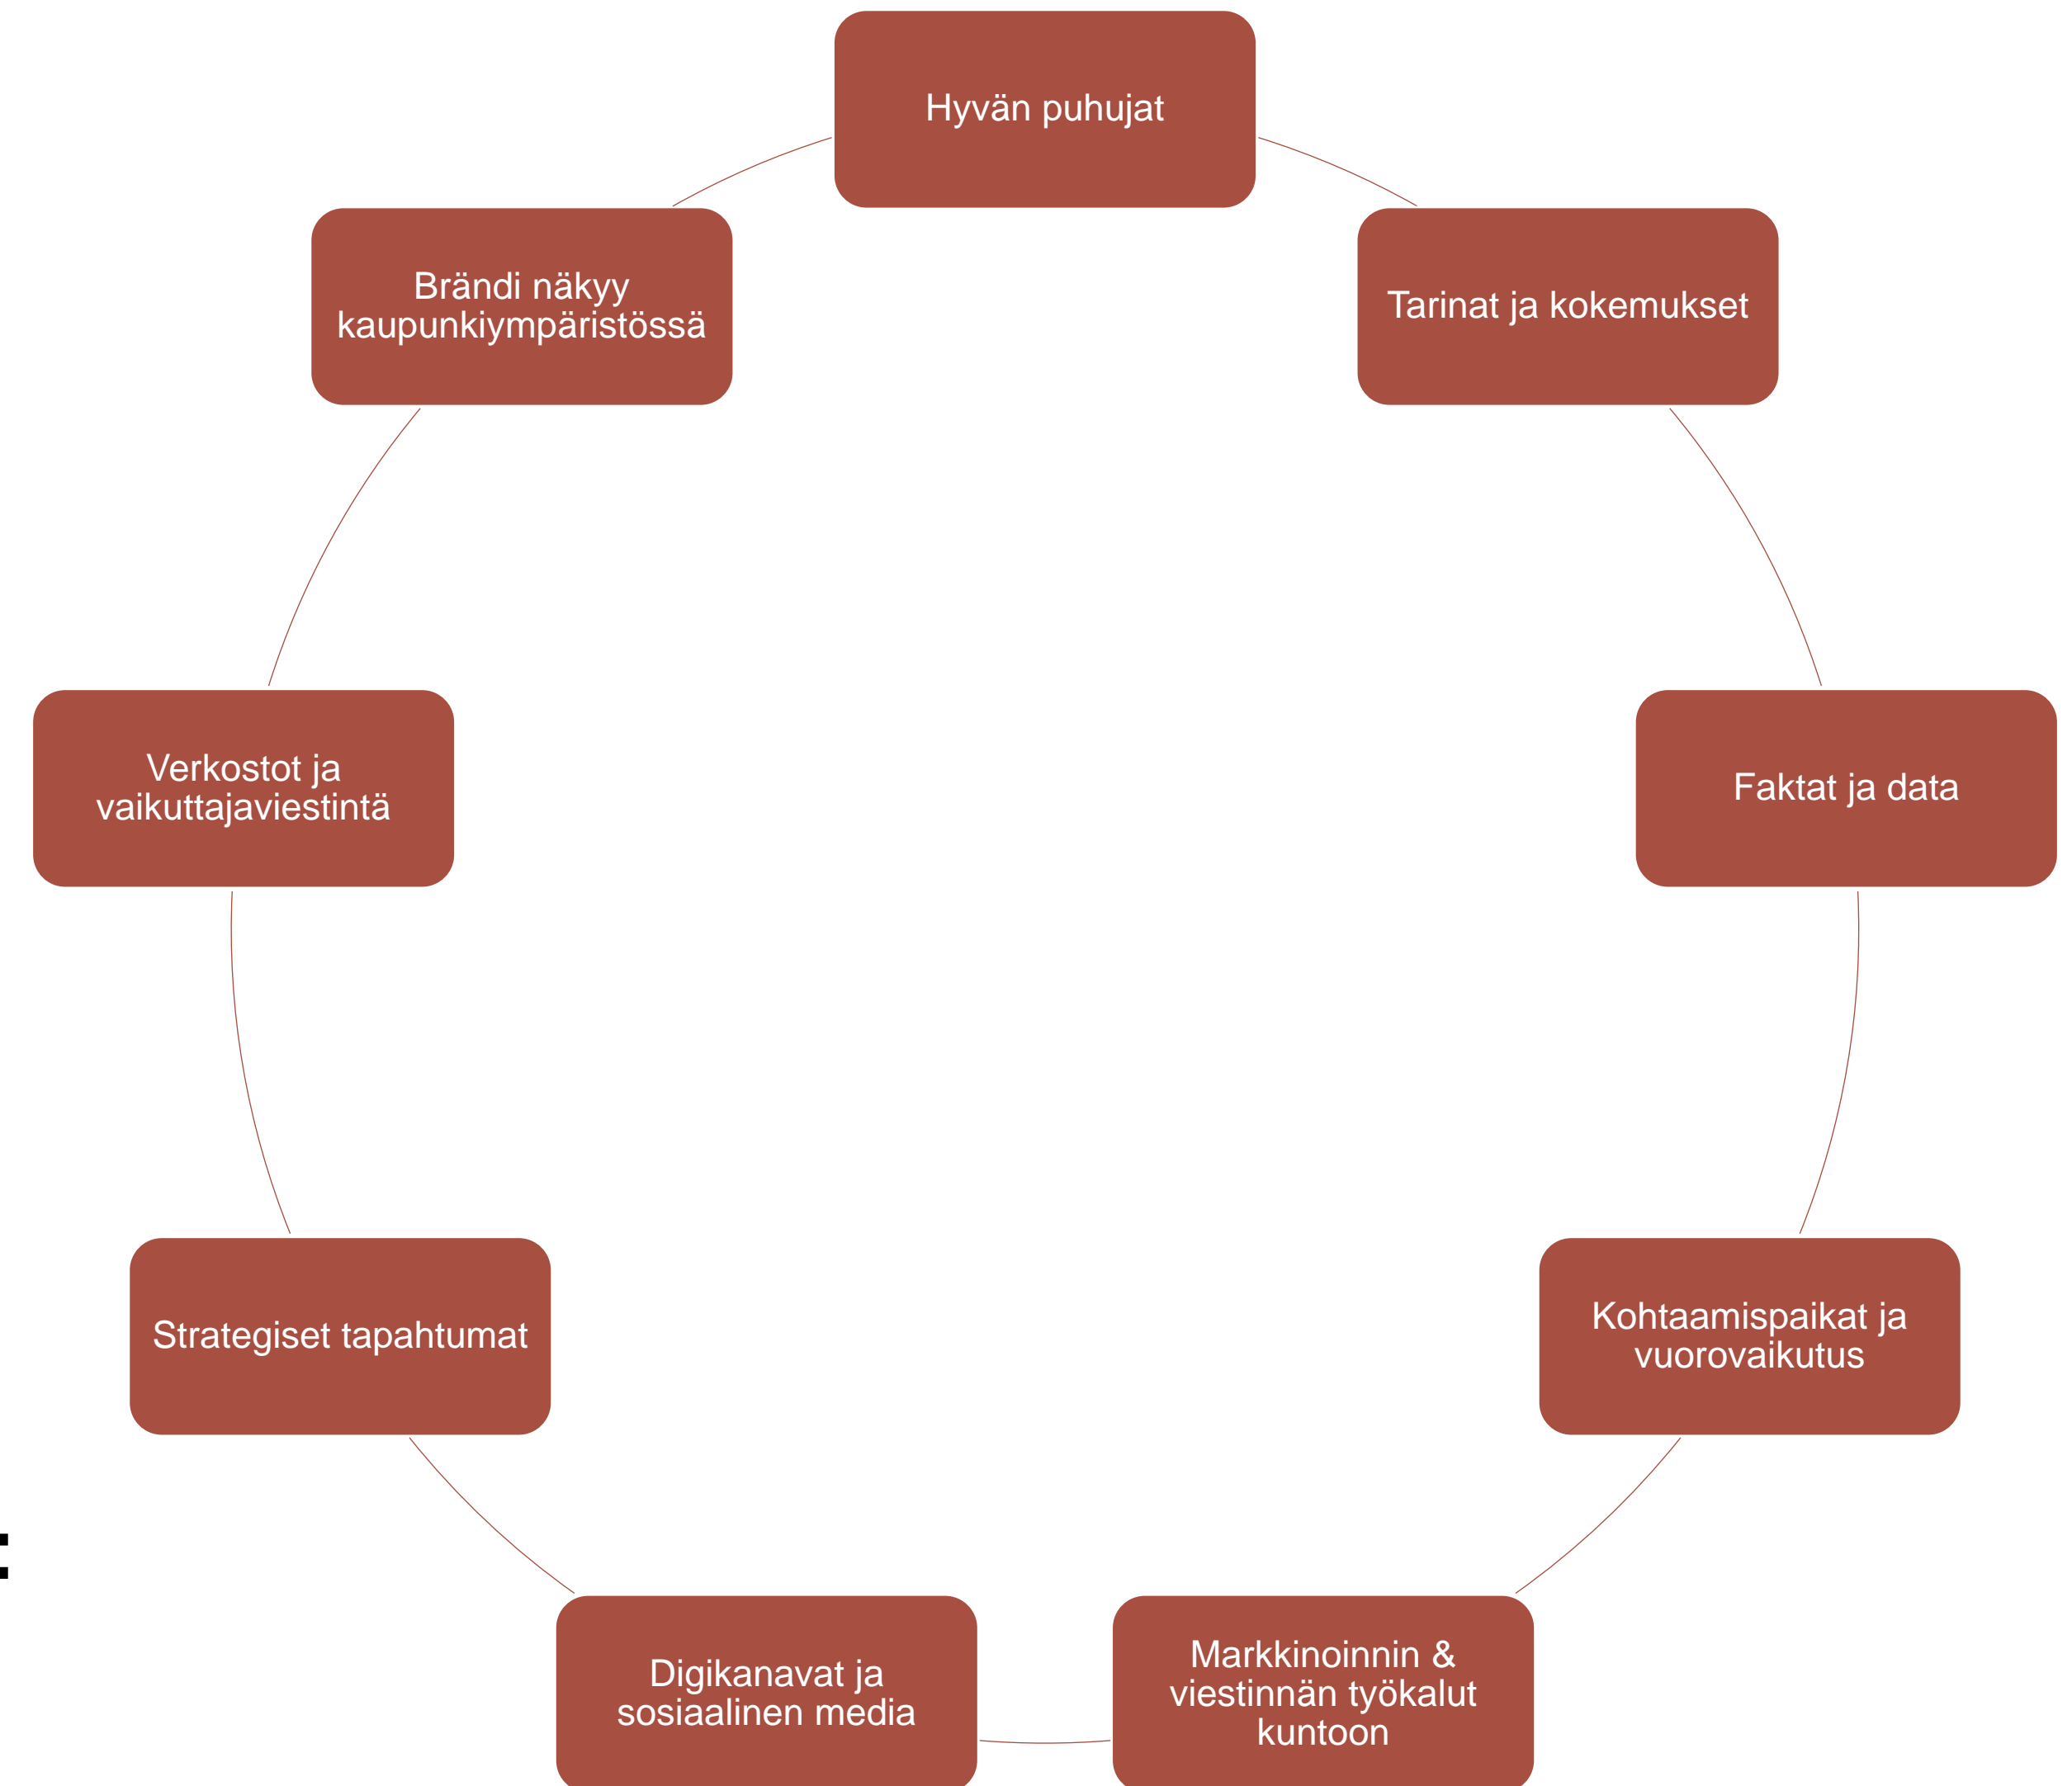 Hyvän puhujat
Tarinat ja kokemukset
Faktat ja data
Kohtaamispaikat ja
vuorovaikutus
Markkinoinnin &
viestinnän työkalut
kuntoon
Digikanavat ja
sosiaalinen media
Strategiset tapahtumat
Verkostot ja
vaikuttajaviestintä
Brändi näkyy
kaupunkiympäristössä
: